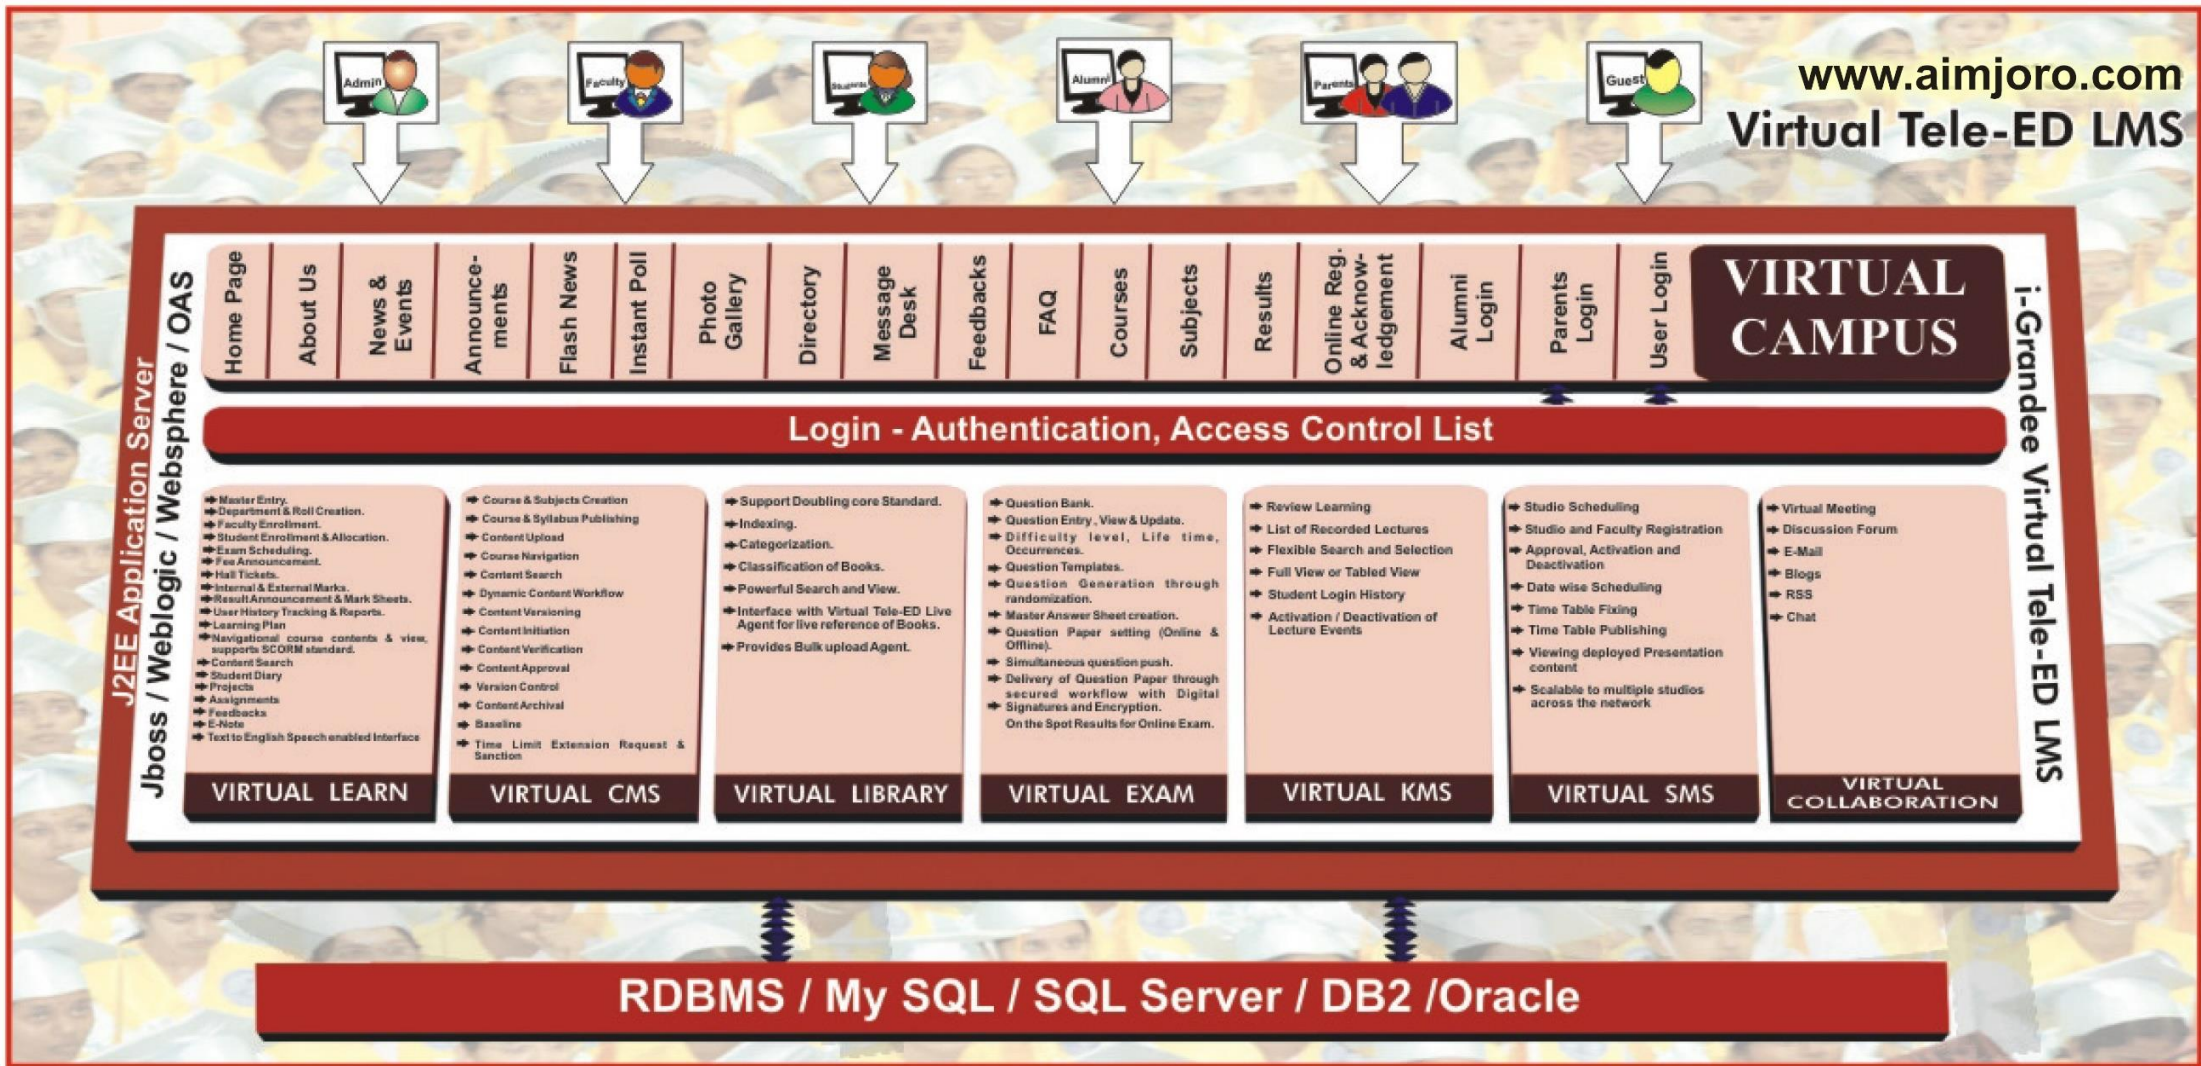 Admin
Faculty
Students
Alumni
Parents
Guest
www.aimjoro.com
Virtual Tele-ED LMS
J2EE Application Server
Jboss / Weblogic / Websphere / OAS
Home Page
About Us
News &
Events
Announce-
ments
Flash News
Instant Poll
Photo
Gallery
Directory
Message
Desk
Feedbacks
FAQ
Courses
Subjects
Results
Online Reg.
& Acknow-
ledgement
Alumni
Login
Parents
Login
User Login
VIRTUAL
CAMPUS
i-Grandee Virtual Tele-ED LMS
Login - Authentication, Access Control List
Master Entry.
Department & Roll Creation.
Faculty Enrollment.
Student Enrollment & Allocation.
Exam Scheduling.
Fee Announcement.
Hall Tickets.
Internal & External Marks.
Result Announcement & Mark Sheets.
User History Tracking & Reports.
Learning Plan
Navigational course contents & view,
supports SCORM standard.
Content Search
Student Diary
Projects
Assignments
Feedbacks
E-Note
Text to English Speech enabled Interface
VIRTUAL LEARN
Course & Subjects Creation
Course & Syllabus Publishing
Content Upload
Course Navigation
Content Search
Dynamic Content Workflow
Content Versioning
Content Initiation
Content Verification
Content Approval
Version Control
Content Archival
Baseline
Time Limit Extension Request &
Sanction
VIRTUAL CMS
Support Doubling core Standard.
Indexing.
Categorization.
Classification of Books.
Powerful Search and View.
Interface with Virtual Tele-ED Live
Agent for live reference of Books.
Provides Bulk upload Agent.
VIRTUAL LIBRARY
Question Bank.
Question Entry, View & Update.
Difficulty level, Life time,
Occurrences.
Question Templates.
Question Generation through
randomization.
Master Answer Sheet creation.
Question Paper setting (Online &
Offline).
Simultaneous question push.
Delivery of Question Paper through
secured workflow with Digital
Signatures and Encryption.
On the Spot Results for Online Exam.
VIRTUAL EXAM
Review Learning
List of Recorded Lectures
Flexible Search and Selection
Full View or Tabled View
Student Login History
Activation / Deactivation of
Lecture Events
VIRTUAL KMS
Studio Scheduling
Studio and Faculty Registration
Approval, Activation and
Deactivation
Date wise Scheduling
Time Table Fixing
Time Table Publishing
Viewing deployed Presentation
content
Scalable to multiple studios
across the network
VIRTUAL SMS
Virtual Meeting
Discussion Forum
E-Mail
Blogs
RSS
Chat
VIRTUAL
COLLABORATION
RDBMS / My SQL / SQL Server / DB2 /Oracle